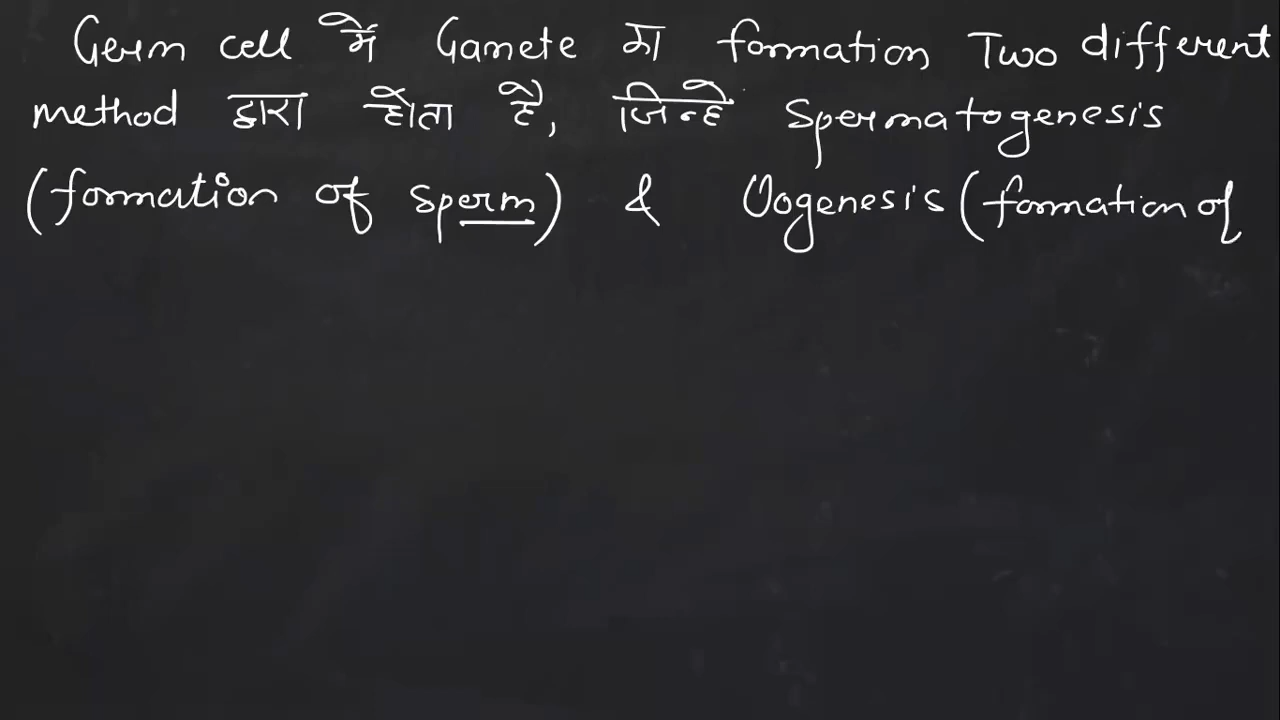 Germ cell में Gamete का formation Two different
method द्वारा होता है, जिन्हे Spermatogenesis
(formation of sperm) & Oogenesis (formation of